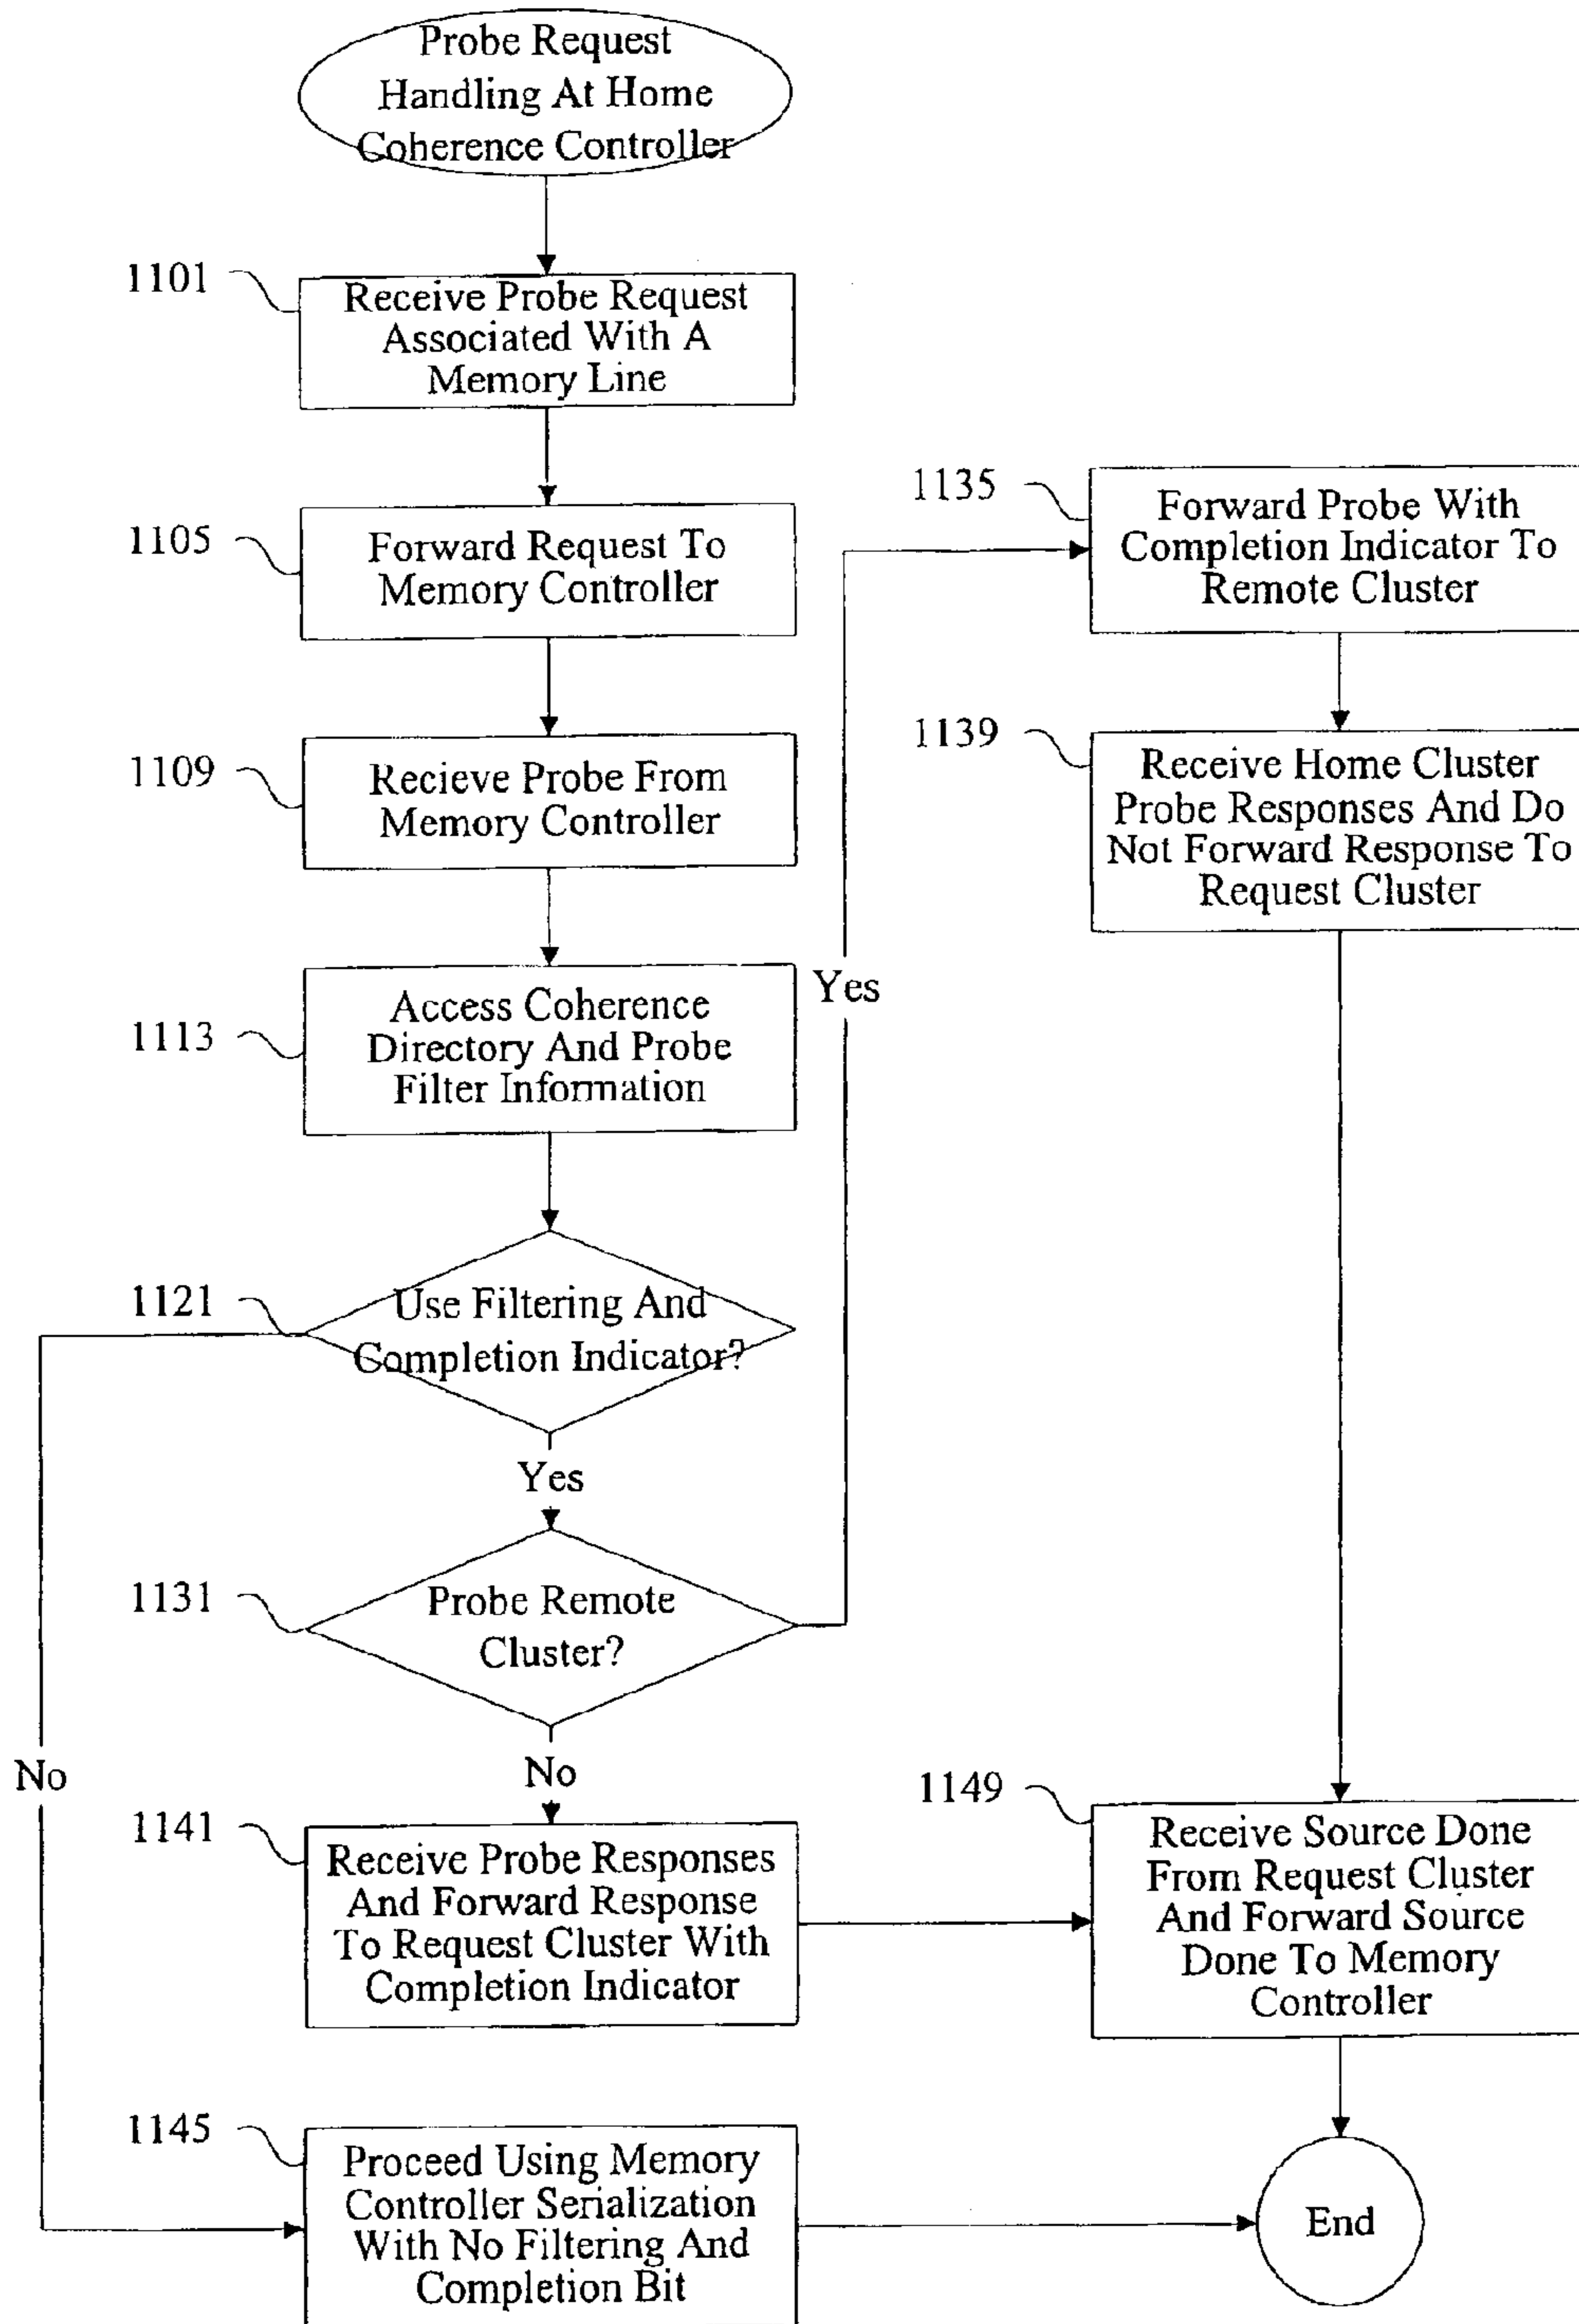 Probe Request
Handling At Home
Coherence Controller
1101
Receive Probe Request
Associated With A
Memory Line
1105
Forward Request To
Memory Controller
1109
Recieve Probe From
Memory Controller
1113
Access Coherence
Directory And Probe
Filter Information
1121
Use Filtering And
Completion Indicator?
Yes
No
1131
Probe Remote
Cluster?
Yes
No
1135
Forward Probe With
Completion Indicator To
Remote Cluster
1139
Receive Home Cluster
Probe Responses And Do
Not Forward Response To
Request Cluster
1141
Receive Probe Responses
And Forward Response
To Request Cluster With
Completion Indicator
1149
Receive Source Done
From Request Cluster
And Forward Source
Done To Memory
Controller
1145
Proceed Using Memory
Controller Serialization
With No Filtering And
Completion Bit
End